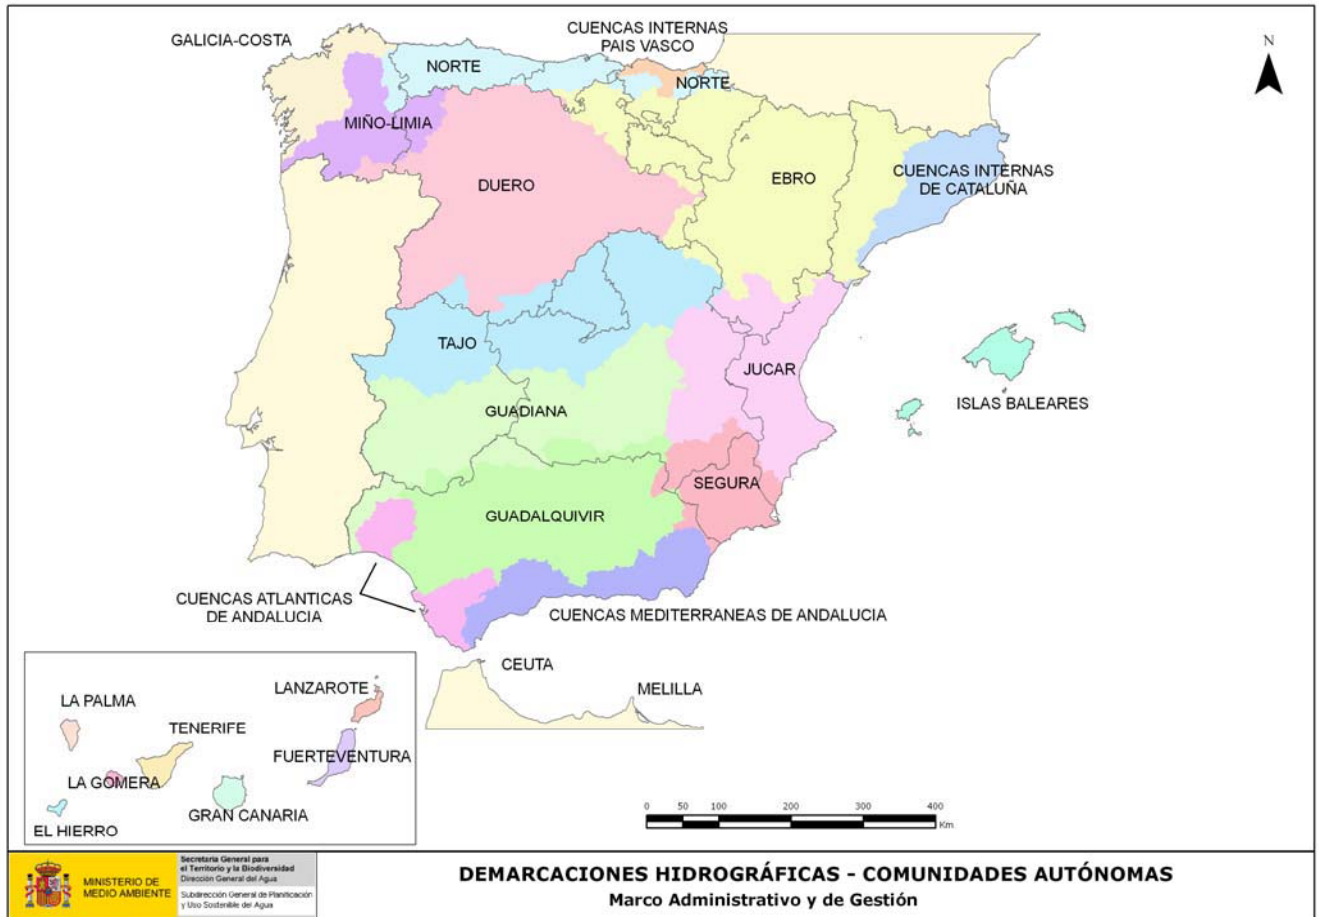 GALICIA-COSTA
CUENCAS INTERNAS
PAIS VASCO
N
NORTE
NORTE
MIÑO-LIMIA
DUERO
EBRO
CUENCAS INTERNAS
DE CATALUÑA
TAJO
JUCAR
ISLAS BALEARES
GUADIANA
SEGURA
GUADALQUIVIR
CUENCAS ATLANTICAS
DE ANDALUCIA
CUENCAS MEDITERRANEAS DE ANDALUCIA
CEUTA
MELILLA
LANZAROTE
LA PALMA
TENERIFE
FUERTEVENTURA
LA GOMERA
GRAN CANARIA
EL HIERRO
0 50 100 200 300 400
Km
MINISTERIO DE
MEDIO AMBIENTE
Secretaría General para
el Territorio y la Biodiversidad
Dirección General del Agua
Subdirección General de Planificación
y Uso Sostenible del Agua
DEMARCACIONES HIDROGRÁFICAS - COMUNIDADES AUTÓNOMAS
Marco Administrativo y de Gestión